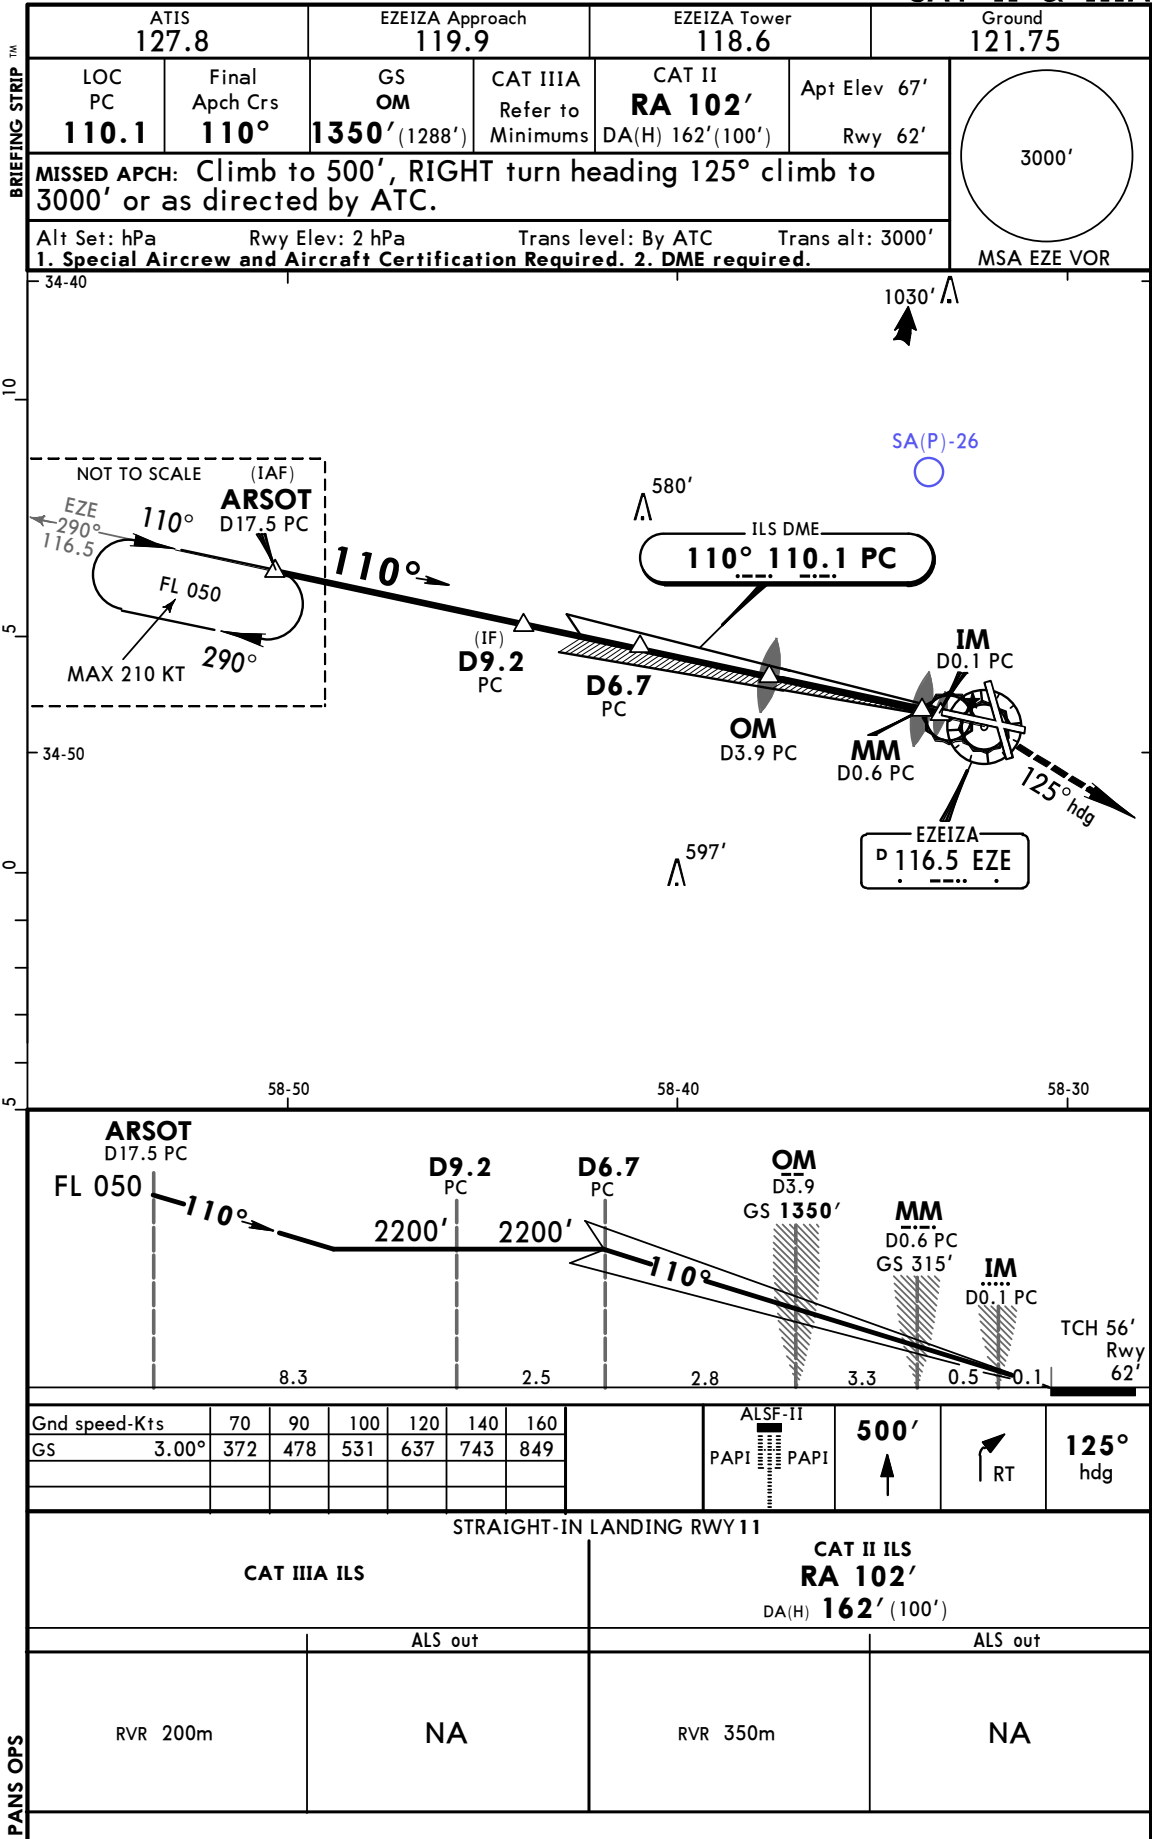 ATIS
127.8
EZEIZA Approach
119.9
EZEIZA Tower
118.6
Ground
121.75
BRIEFING STRIP TM
LOC
PC
110.1
Final
Apch Crs
110°
GS
OM
1350'(1288')
CAT IIIA
Refer to
Minimums
CAT II
RA 102'
DA(H) 162'(100')
Apt Elev 67'
Rwy 62'
3000'
MSA EZE VOR
MISSED APCH: Climb to 500', RIGHT turn heading 125° climb to
3000' or as directed by ATC.
Alt Set: hPa Rwy Elev: 2 hPa Trans level: By ATC Trans alt: 3000'
1. Special Aircrew and Aircraft Certification Required. 2. DME required.
34-40
1030'
10
SA(P)-26
NOT TO SCALE
(IAF)
ARSOT
D17.5 PC
EZE
290°
116.5
110°
FL 050
MAX 210 KT
290°
110°
580'
ILS DME
110° 110.1 PC
5
(IF)
D9.2
PC
D6.7
PC
OM
D3.9 PC
MM
D0.6 PC
IM
D0.1 PC
34-50
125° hdg
EZEIZA
D 116.5 EZE
597'
0
58-50
58-40
58-30
5
ARSOT
D17.5 PC
FL 050
110°
2200'
D9.2
PC
2200'
D6.7
PC
110°
OM
D3.9
GS 1350'
MM
D0.6 PC
GS 315'
IM
D0.1 PC
TCH 56'
Rwy
62'
8.3
2.5
2.8
3.3
0.5
0.1
Gnd speed-Kts 70 90 100 120 140 160
GS 3.00° 372 478 531 637 743 849
ALSF-II
PAPI PAPI
500'
RT
125°
hdg
STRAIGHT-IN LANDING RWY 11
CAT IIIA ILS
CAT II ILS
RA 102'
DA(H) 162'(100')
ALS out
ALS out
RVR 200m
NA
RVR 350m
NA
PANS OPS